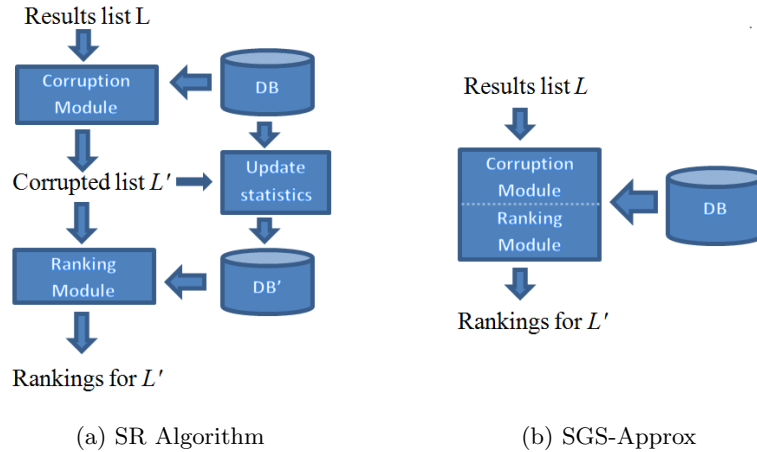 Results list L
Corruption
Module
DB
Corrupted list L'
Update
statistics
Ranking
Module
DB'
Rankings for L'
(a) SR Algorithm
Results list L
Corruption
Module
Ranking
Module
DB
Rankings for L'
(b) SGS-Approx